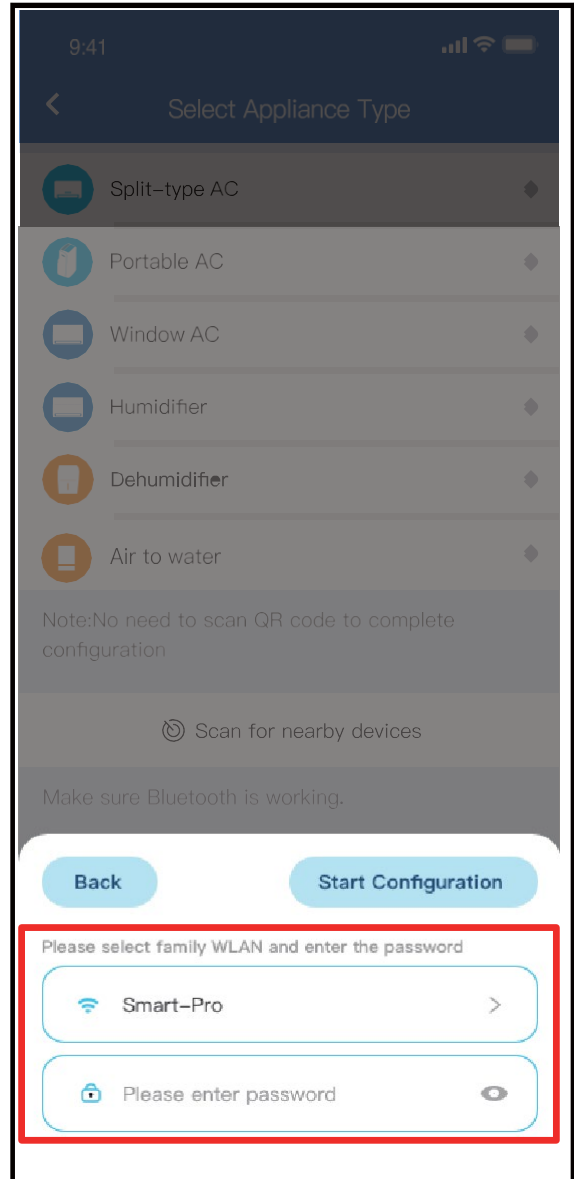 9:41
Select Appliance Type
Split-type AC
Portable AC
Window AC
Humidifier
Dehumidifier
Air to water
Note:No need to scan QR code to complete
configuration
Scan for nearby devices
Make sure Bluetooth is working.
Back
Start Configuration
Please select family WLAN and enter the password
Smart-Pro
Please enter password